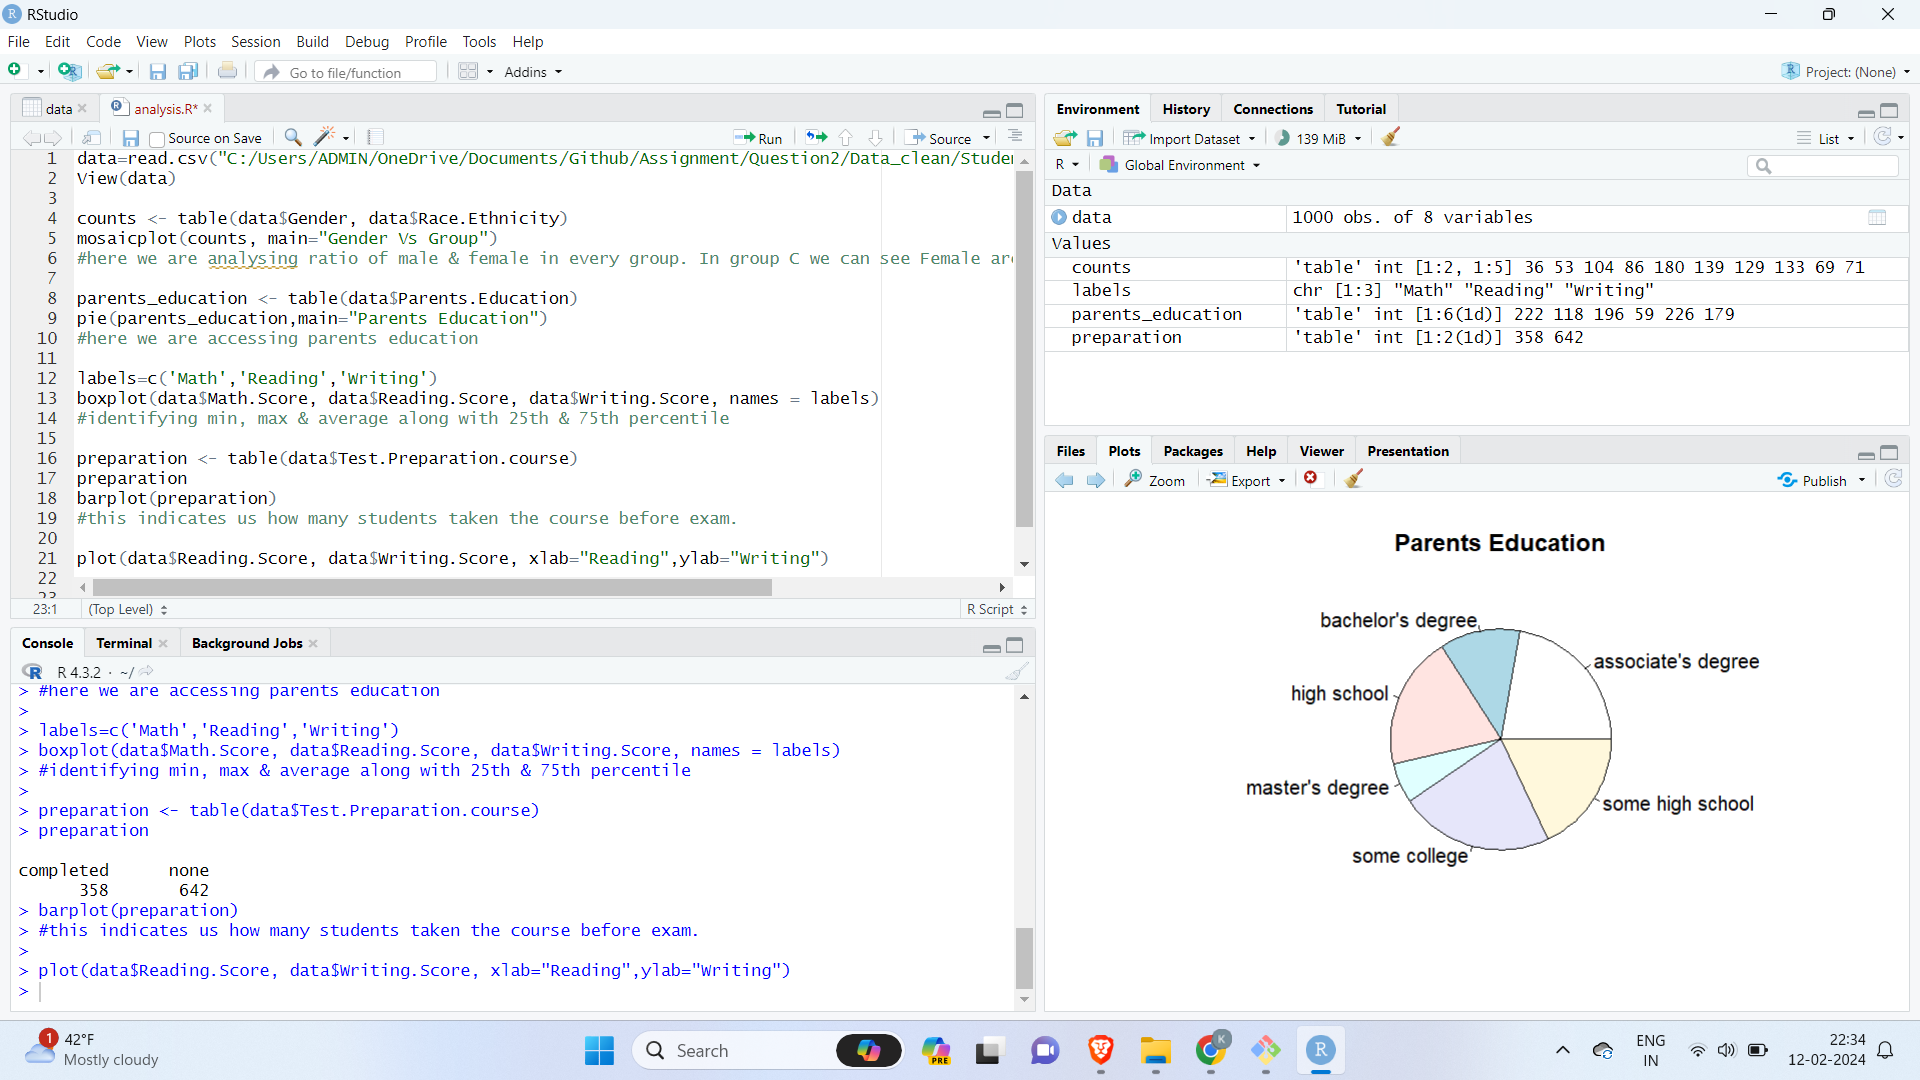 RStudio
File Edit Code View Plots Session Build Debug Profile Tools Help
Go to file/function Addins Project: (None)
data analysis.R*
Source on Save Run Source
1 data=read.csv("C:/Users/ADMIN/OneDrive/Documents/Github/Assignment/Question2/Data_clean/Studen
2 View(data)
3
4 counts <- table(data$Gender, data$Race.Ethnicity)
5 mosaicplot(counts, main="Gender Vs Group")
6 #here we are analysing ratio of male & female in every group. In group C we can see Female are
7
8 parents_education <- table(data$Parents.Education)
9 pie(parents_education,main="Parents Education")
10 #here we are accessing parents education
11
12 labels=c('Math','Reading','Writing')
13 boxplot(data$Math.Score, data$Reading.Score, data$Writing.Score, names = labels)
14 #identifying min, max & average along with 25th & 75th percentile
15
16 preparation <- table(data$Test.Preparation.course)
17 preparation
18 barplot(preparation)
19 #this indicates us how many students taken the course before exam.
20
21 plot(data$Reading.Score, data$Writing.Score, xlab="Reading",ylab="Writing")
22
23
23:1 (Top Level) R Script
Console Terminal Background Jobs
R R 4.3.2 · ~/
> #here we are accessing parents education
>
> labels=c('Math','Reading','Writing')
> boxplot(data$Math.Score, data$Reading.Score, data$Writing.Score, names = labels)
> #identifying min, max & average along with 25th & 75th percentile
>
> preparation <- table(data$Test.Preparation.course)
> preparation
completed none
358 642
> barplot(preparation)
> #this indicates us how many students taken the course before exam.
>
> plot(data$Reading.Score, data$Writing.Score, xlab="Reading",ylab="Writing")
>
Environment History Connections Tutorial
Import Dataset 139 MiB List
R Global Environment
Data
data 1000 obs. of 8 variables
Values
counts 'table' int [1:2, 1:5] 36 53 104 86 180 139 129 133 69 71
labels chr [1:3] "Math" "Reading" "Writing"
parents_education 'table' int [1:6(1d)] 222 118 196 59 226 179
preparation 'table' int [1:2(1d)] 358 642
Files Plots Packages Help Viewer Presentation
Zoom Export Publish
Parents Education
bachelor's degree
associate's degree
high school
master's degree
some high school
some college
1 42°F
Mostly cloudy
Search
PRE
K
R
ENG
IN
22:34
12-02-2024